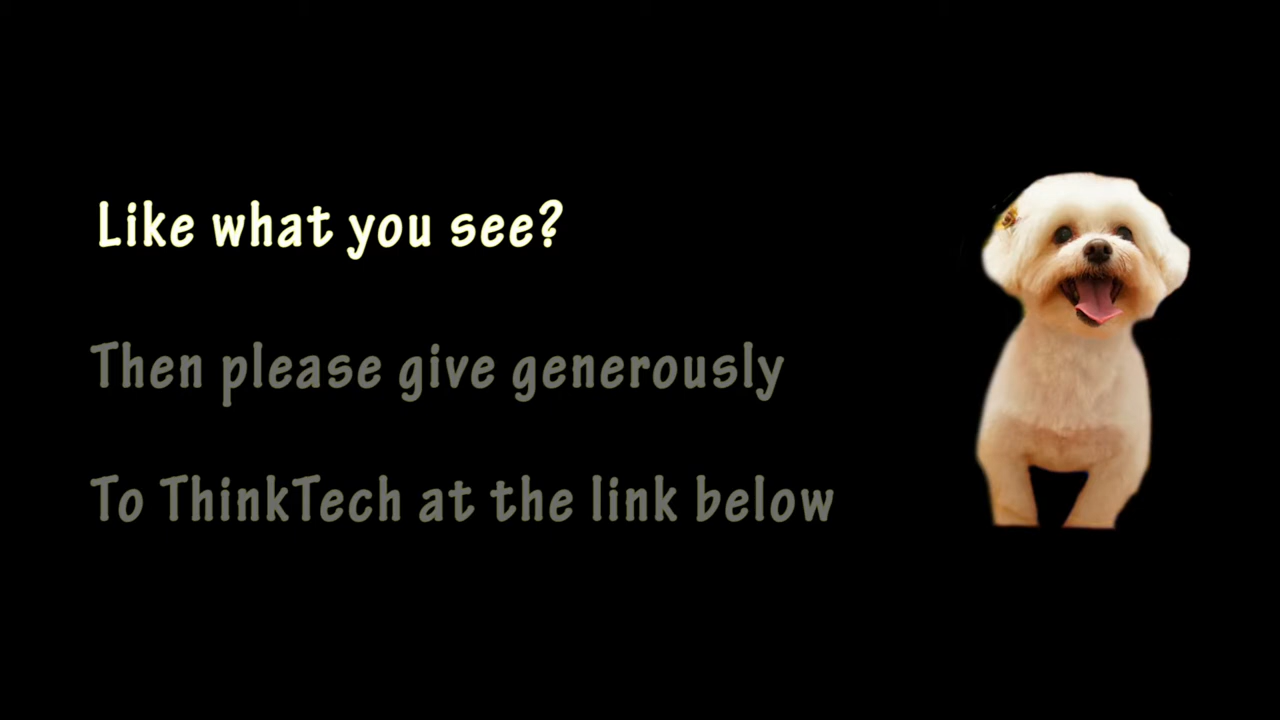 Like what you see?
Then please give generously
To ThinkTech at the link below